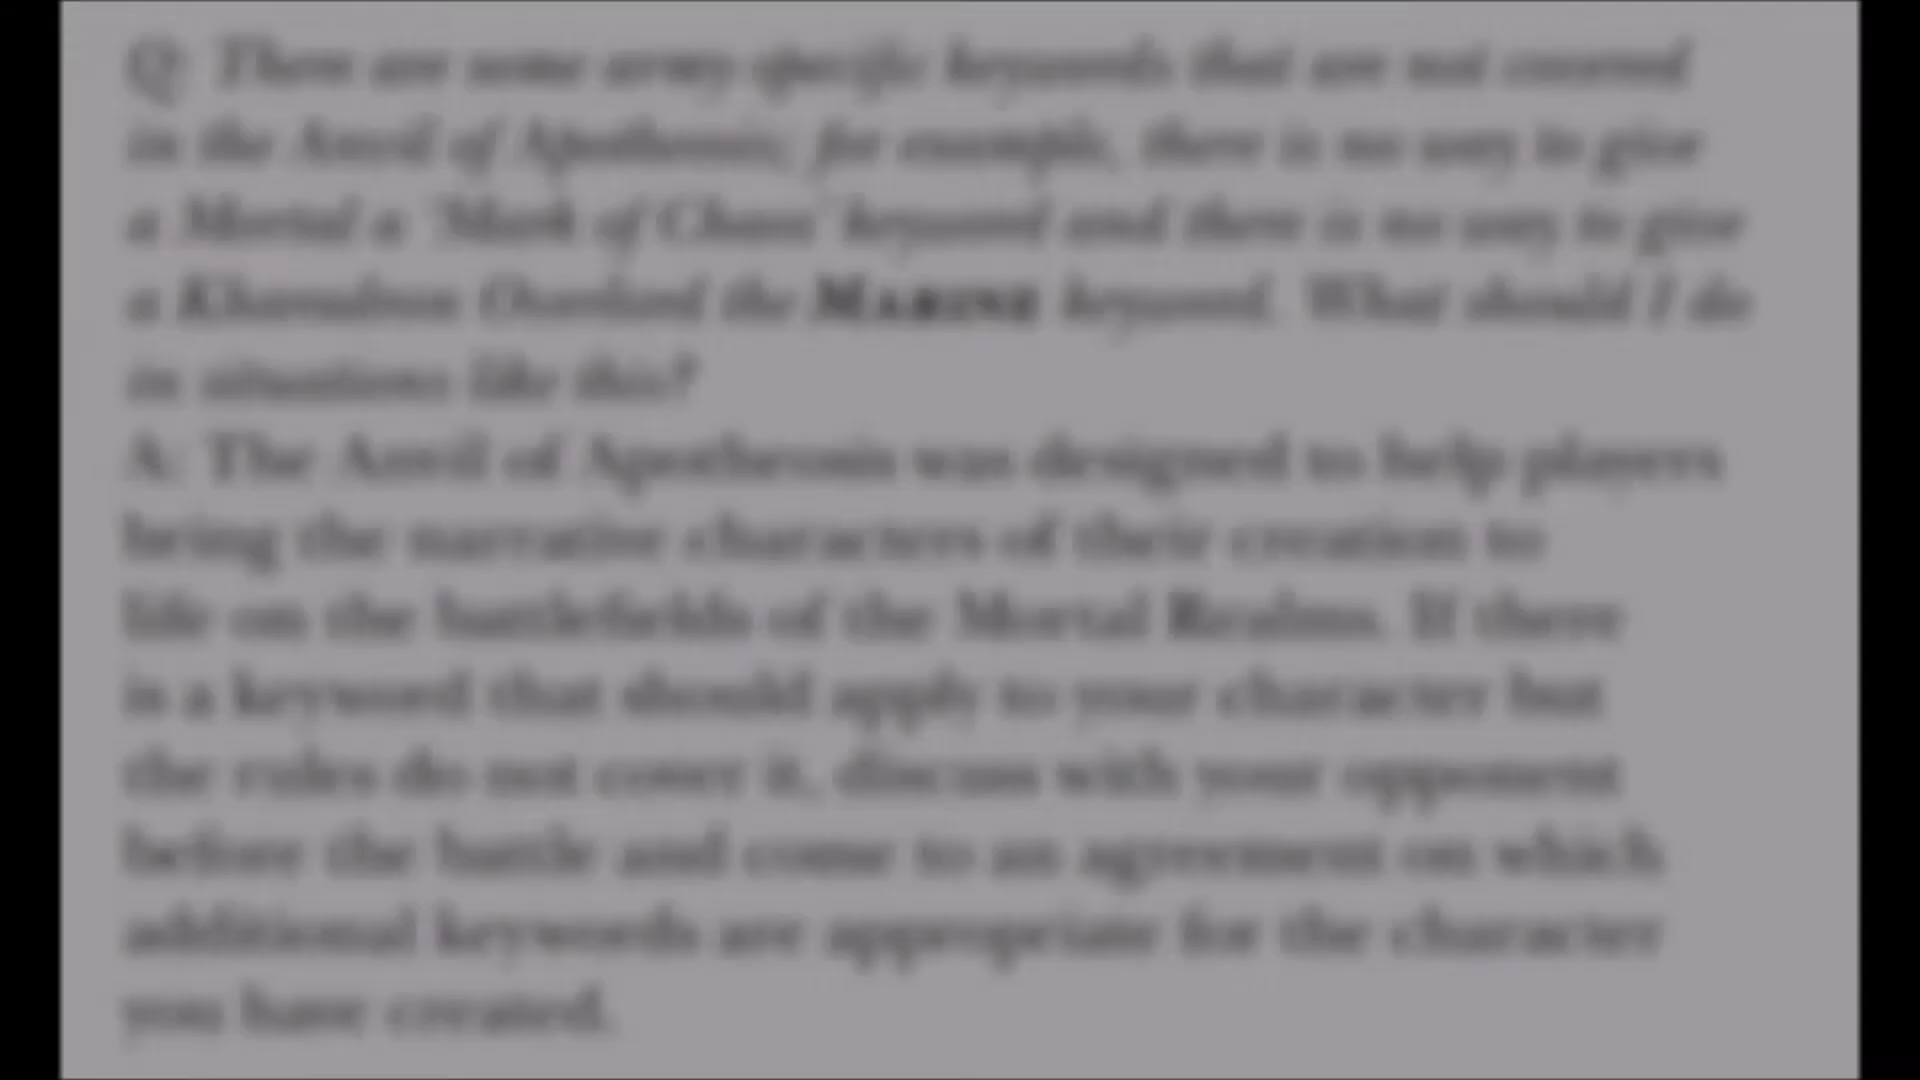 Q: There are some army-specific keywords that are not covered
in the Anvil of Apotheosis; for example, there is no way to give
a Mortal a 'Mark of Chaos' keyword and there is no way to give
a Kharadron Overlord the MARINE keyword. What should I do
in situations like this?
A: The Anvil of Apotheosis was designed to help players
bring the narrative characters of their creation to
life on the battlefields of the Mortal Realms. If there
is a keyword that should apply to your character but
the rules do not cover it, discuss with your opponent
before the battle and come to an agreement on which
additional keywords are appropriate for the character
you have created.